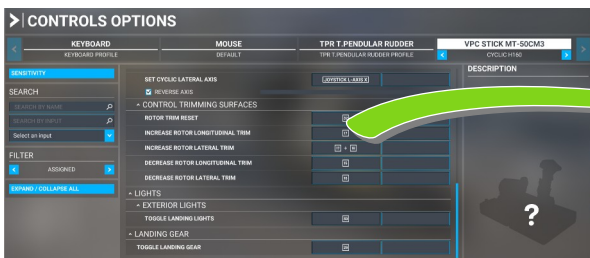 CONTROLS OPTIONS
KEYBOARD
KEYBOARD PROFILE
MOUSE
DEFAULT
TPR T.PENDULAR RUDDER
TPR T.PENDULAR RUDDER PROFILE
VPC STICK MT-50CM3
CYCLIC H160
SENSITIVITY
SEARCH
SEARCH BY NAME
SEARCH BY INPUT
Select an input
FILTER
ASSIGNED
EXPAND / COLLAPSE ALL
SET CYCLIC LATERAL AXIS JOYSTICK L-AXIS X
REVERSE AXIS
CONTROL TRIMMING SURFACES
ROTOR TRIM RESET
INCREASE ROTOR LONGITUDINAL TRIM
INCREASE ROTOR LATERAL TRIM
DECREASE ROTOR LONGITUDINAL TRIM
DECREASE ROTOR LATERAL TRIM
LIGHTS
EXTERIOR LIGHTS
TOGGLE LANDING LIGHTS
LANDING GEAR
TOGGLE LANDING GEAR
DESCRIPTION
?